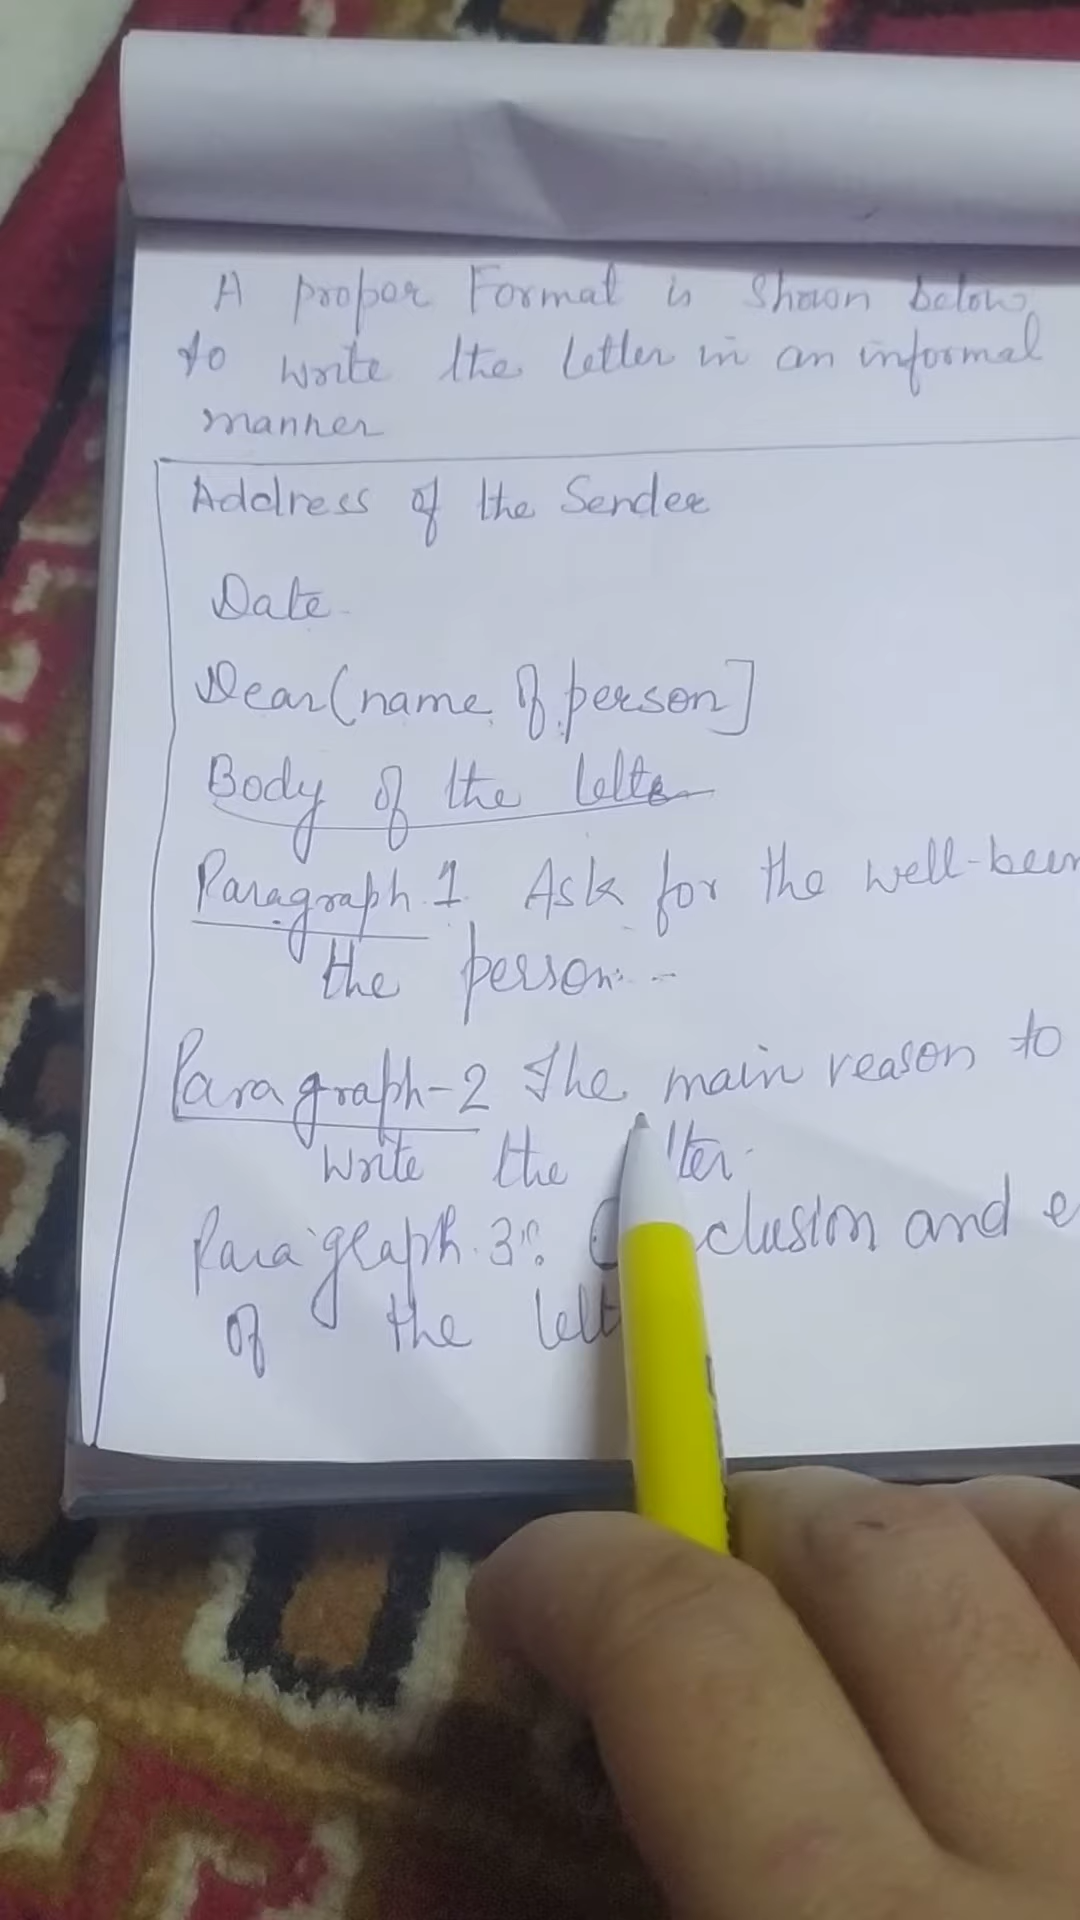 A proper Format is shown below,
to write the letter in an informal
manner
Address of the Sender
Date
Dear (name of person]
Body of the letter
Paragraph 1 Ask for the
the person.
Paragraph-2 The main reason to
write the
Paragraph 3: and
of the